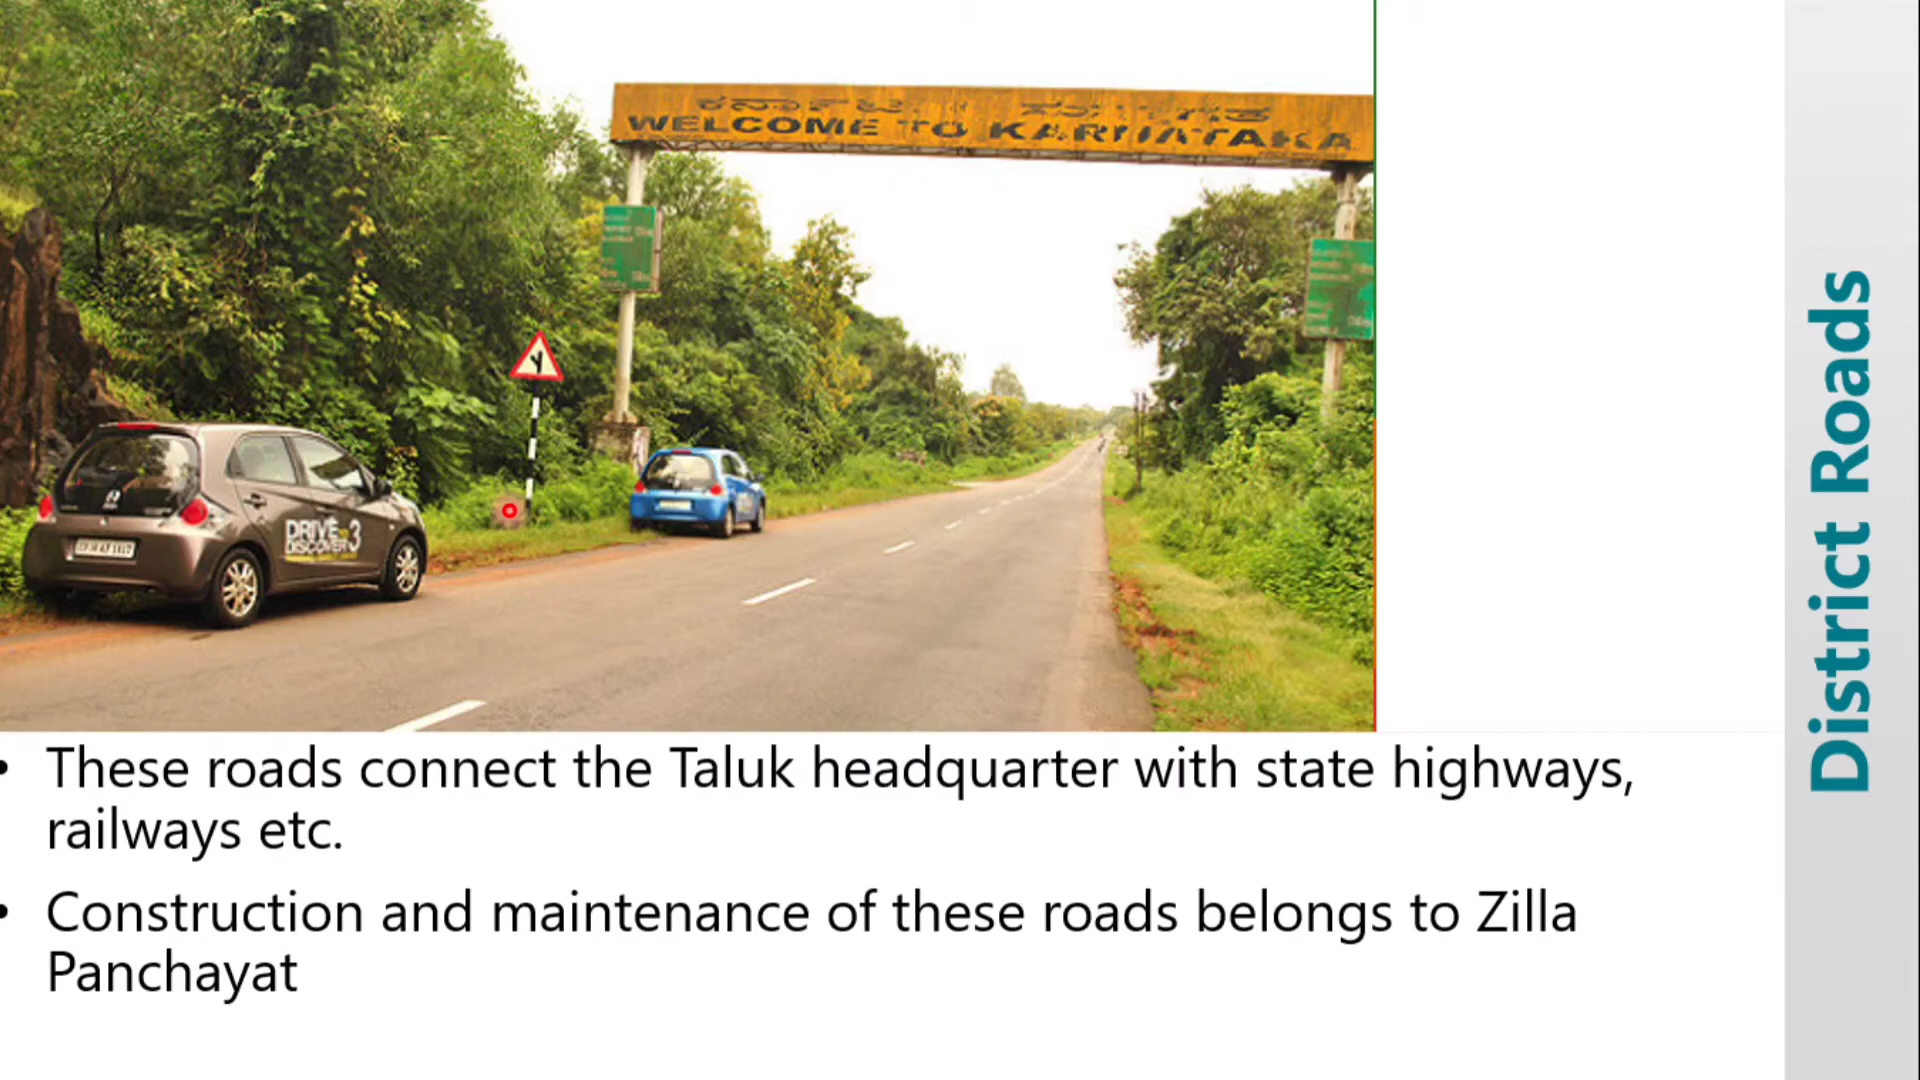 WELCOME TO KARNATAKA
DRIVE
DISCOVER 3
• These roads connect the Taluk headquarter with state highways,
railways etc.
• Construction and maintenance of these roads belongs to Zilla
Panchayat
District Roads